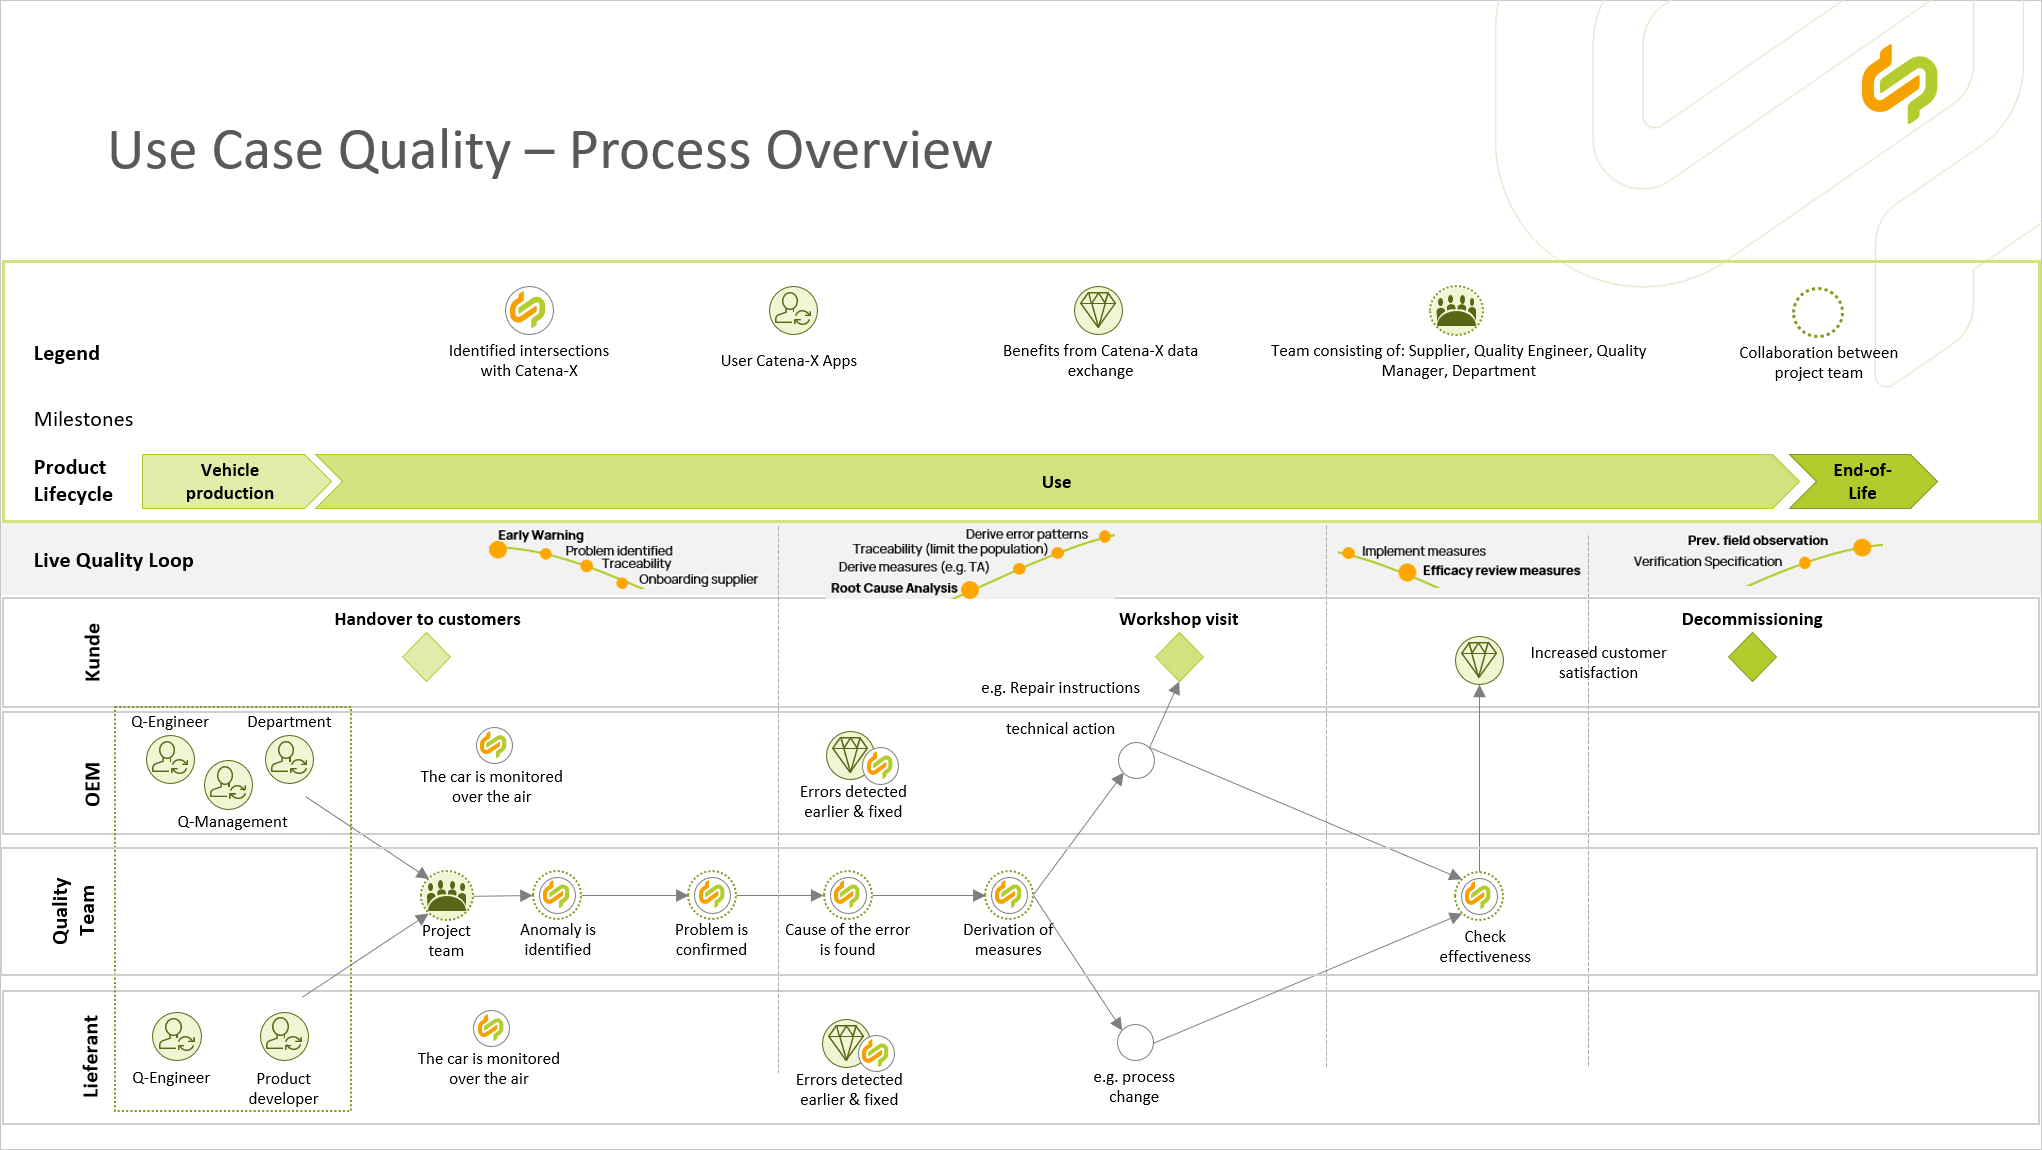 Use Case Quality – Process Overview
Legend
Identified intersections
with Catena-X
User Catena-X Apps
Benefits from Catena-X data
exchange
Team consisting of: Supplier, Quality Engineer, Quality
Manager, Department
Collaboration between
project team
Milestones
Product
Lifecycle
Vehicle
production
Use
End-of-
Life
Live Quality Loop
Early Warning
Problem identified
Traceability
Onboarding supplier
Derive error patterns
Traceability (limit the population)
Derive measures (e.g. TA)
Root Cause Analysis
Implement measures
Efficacy review measures
Prev. field observation
Verification Specification
Kunde
Handover to customers
Workshop visit
Decommissioning
Increased customer
satisfaction
e.g. Repair instructions
OEM
Q-Engineer
Department
Q-Management
The car is monitored
over the air
Errors detected
earlier & fixed
technical action
Quality
Team
Project
team
Anomaly is
identified
Problem is
confirmed
Cause of the error
is found
Derivation of
measures
Check
effectiveness
Lieferant
Q-Engineer
Product
developer
The car is monitored
over the air
Errors detected
earlier & fixed
e.g. process
change